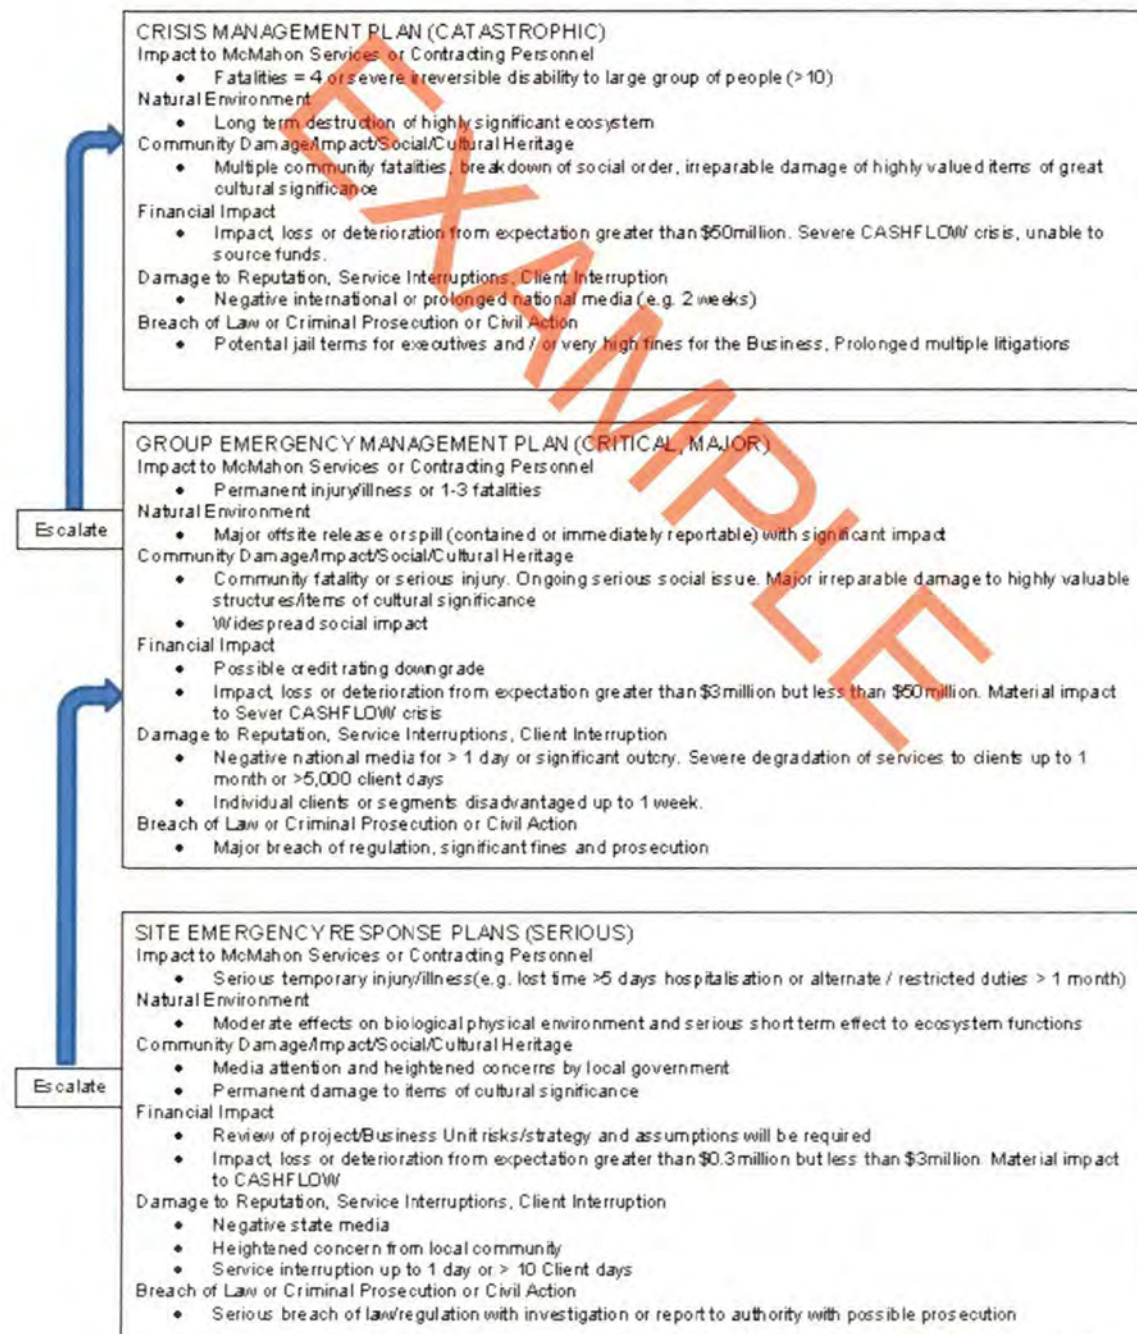 CRISIS MANAGEMENT PLAN (CATASTROPHIC)
Impact to McMahon Services or Contracting Personnel
• Fatalities = 4 or severe irreversible disability to large group of people (>10)
Natural Environment
• Long term destruction of highly significant ecosystem
Community Damage/Impact/Social/Cultural Heritage
• Multiple community fatalities, breakdown of social order, irreparable damage of highly valued items of great
cultural significance
Financial Impact
• Impact, loss or deterioration from expectation greater than $50million. Severe CASHFLOW crisis, unable to
source funds.
Damage to Reputation, Service Interruptions, Client Interruption
• Negative international or prolonged national media (e.g. 2 weeks)
Breach of Law or Criminal Prosecution or Civil Action
• Potential jail terms for executives and / or very high fines for the Business, Prolonged multiple litigations
GROUP EMERGENCY MANAGEMENT PLAN (CRITICAL, MAJOR)
Impact to McMahon Services or Contracting Personnel
• Permanent injury/illness or 1-3 fatalities
Natural Environment
• Major offsite release or spill (contained or immediately reportable) with significant impact
Escalate
Community Damage/Impact/Social/Cultural Heritage
• Community fatality or serious injury. Ongoing serious social issue. Major irreparable damage to highly valuable
structures/items of cultural significance
• Widespread social impact
Financial Impact
• Possible credit rating downgrade
• Impact, loss or deterioration from expectation greater than $3million but less than $50million. Material impact
to Sever CASHFLOW crisis
Damage to Reputation, Service Interruptions, Client Interruption
• Negative national media for > 1 day or significant outcry. Severe degradation of services to clients up to 1
month or >5,000 client days
• Individual clients or segments disadvantaged up to 1 week.
Breach of Law or Criminal Prosecution or Civil Action
• Major breach of regulation, significant fines and prosecution
SITE EMERGENCY RESPONSE PLANS (SERIOUS)
Impact to McMahon Services or Contracting Personnel
• Serious temporary injury/illness(e.g. lost time >5 days hospitalisation or alternate / restricted duties > 1 month)
Natural Environment
• Moderate effects on biological physical environment and serious short term effect to ecosystem functions
Community Damage/Impact/Social/Cultural Heritage
• Media attention and heightened concerns by local government
Escalate
• Permanent damage to items of cultural significance
Financial Impact
• Review of project/Business Unit risks/strategy and assumptions will be required
• Impact, loss or deterioration from expectation greater than $0.3million but less than $3million. Material impact
to CASHFLOW
Damage to Reputation, Service Interruptions, Client Interruption
• Negative state media
• Heightened concern from local community
• Service interruption up to 1 day or > 10 Client days
Breach of Law or Criminal Prosecution or Civil Action
• Serious breach of law/regulation with investigation or report to authority with possible prosecution
EXAMPLE